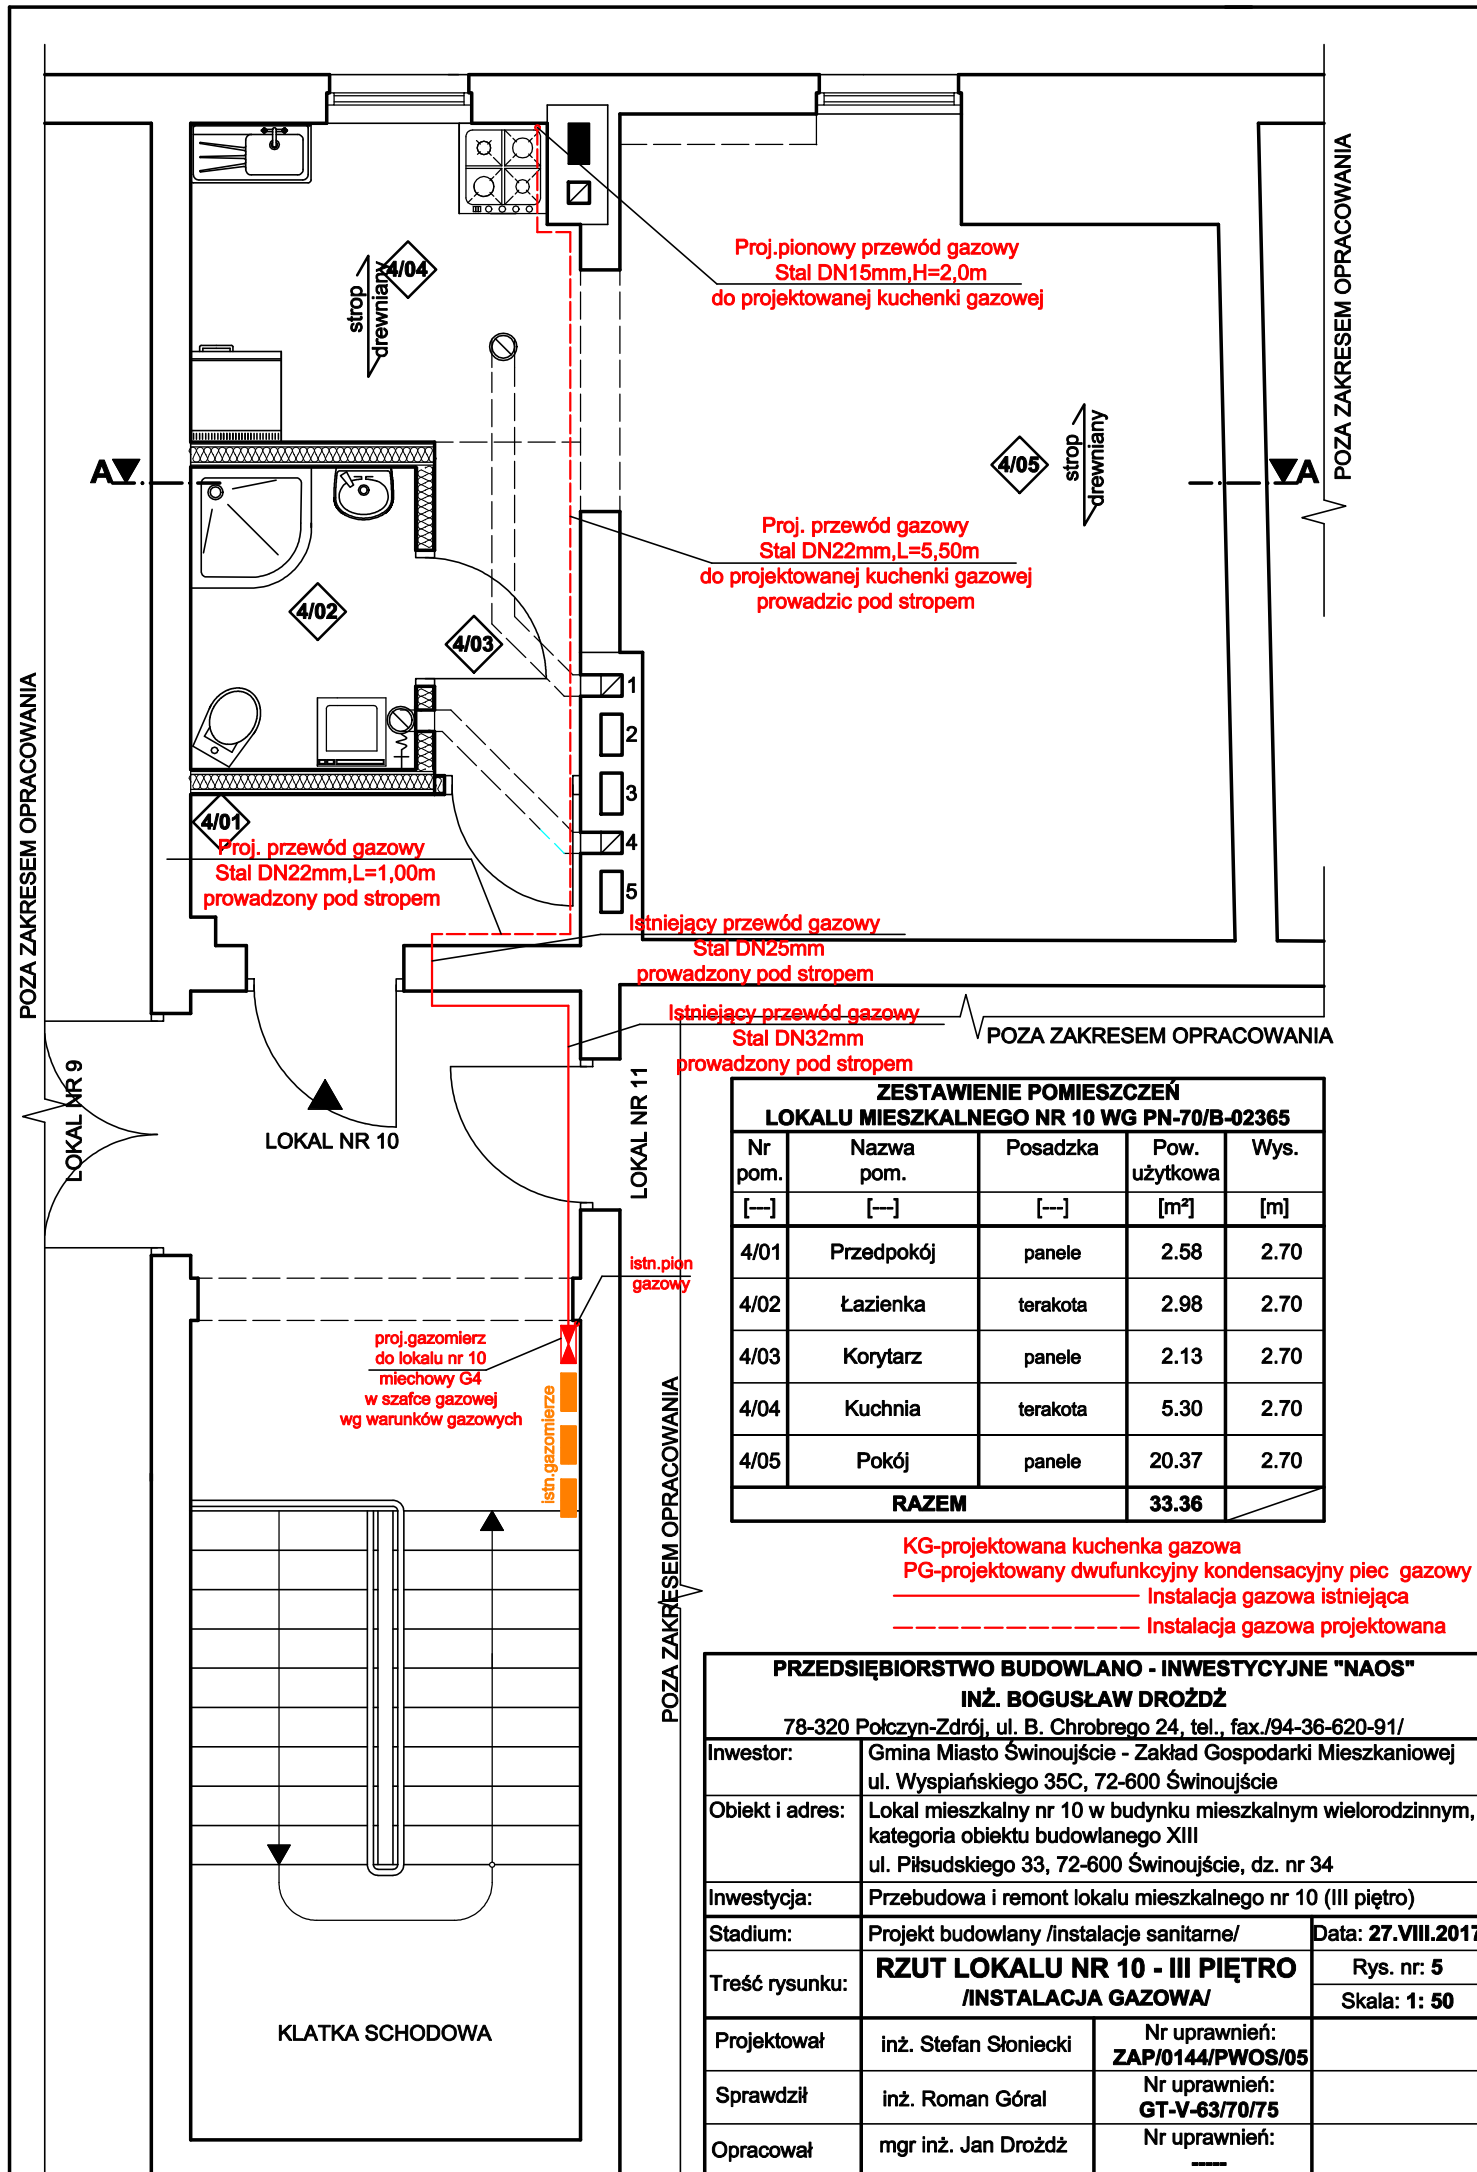 POZA ZAKRESEM OPRACOWANIA
Proj.pionowy przewód gazowy
Stal DN15mm,H=2,0m
do projektowanej kuchenki gazowej
4/04
strop
drewniany
A
4/05
strop
drewniany
A
Proj. przewód gazowy
Stal DN22mm,L=5,50m
do projektowanej kuchenki gazowej
prowadzic pod stropem
4/02
4/03
1
2
3
4
5
POZA ZAKRESEM OPRACOWANIA
4/01
Proj. przewód gazowy
Stal DN22mm,L=1,00m
prowadzony pod stropem
Istniejący przewód gazowy
Stal DN25mm
prowadzony pod stropem
Istniejący przewód gazowy
Stal DN32mm
prowadzony pod stropem
POZA ZAKRESEM OPRACOWANIA
LOKAL NR 9
LOKAL NR 10
LOKAL NR 11
istn.pion
gazowy
proj.gazomierz
do lokalu nr 10
miechowy G4
w szafce gazowej
wg warunków gazowych
istn.gazomierze
POZA ZAKRESEM OPRACOWANIA
KLATKA SCHODOWA
ZESTAWIENIE POMIESZCZEŃ
LOKALU MIESZKALNEGO NR 10 WG PN-70/B-02365
Nr pom. Nazwa pom. Posadzka Pow. użytkowa Wys.
[---] [---] [---] [m²] [m]
4/01 Przedpokój panele 2.58 2.70
4/02 Łazienka terakota 2.98 2.70
4/03 Korytarz panele 2.13 2.70
4/04 Kuchnia terakota 5.30 2.70
4/05 Pokój panele 20.37 2.70
RAZEM 33.36
KG-projektowana kuchenka gazowa
PG-projektowany dwufunkcyjny kondensacyjny piec gazowy
Instalacja gazowa istniejąca
Instalacja gazowa projektowana
PRZEDSIĘBIORSTWO BUDOWLANO - INWESTYCYJNE "NAOS"
INŻ. BOGUSŁAW DROŻDŻ
78-320 Połczyn-Zdrój, ul. B. Chrobrego 24, tel., fax./94-36-620-91/
Inwestor: Gmina Miasto Świnoujście - Zakład Gospodarki Mieszkaniowej
ul. Wyspiańskiego 35C, 72-600 Świnoujście
Obiekt i adres: Lokal mieszkalny nr 10 w budynku mieszkalnym wielorodzinnym,
kategoria obiektu budowlanego XIII
ul. Piłsudskiego 33, 72-600 Świnoujście, dz. nr 34
Inwestycja: Przebudowa i remont lokalu mieszkalnego nr 10 (III piętro)
Stadium: Projekt budowlany /instalacje sanitarne/ Data: 27.VIII.2017
Treść rysunku: RZUT LOKALU NR 10 - III PIĘTRO Rys. nr: 5
/INSTALACJA GAZOWA/ Skala: 1: 50
Projektował inż. Stefan Słoniecki Nr uprawnień:
ZAP/0144/PWOS/05
Sprawdził inż. Roman Góral Nr uprawnień:
GT-V-63/70/75
Opracował mgr inż. Jan Drożdż Nr uprawnień:
-----